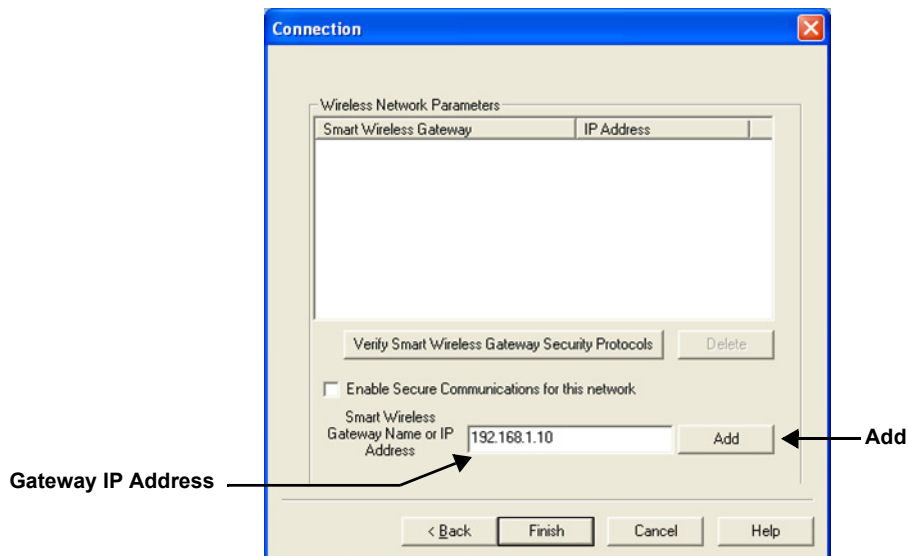 Connection
Wireless Network Parameters
Smart Wireless Gateway IP Address
Verify Smart Wireless Gateway Security Protocols Delete
Enable Secure Communications for this network
Smart Wireless
Gateway Name or IP
Address
192.168.1.10
Add
Add
Gateway IP Address
< Back Finish Cancel Help